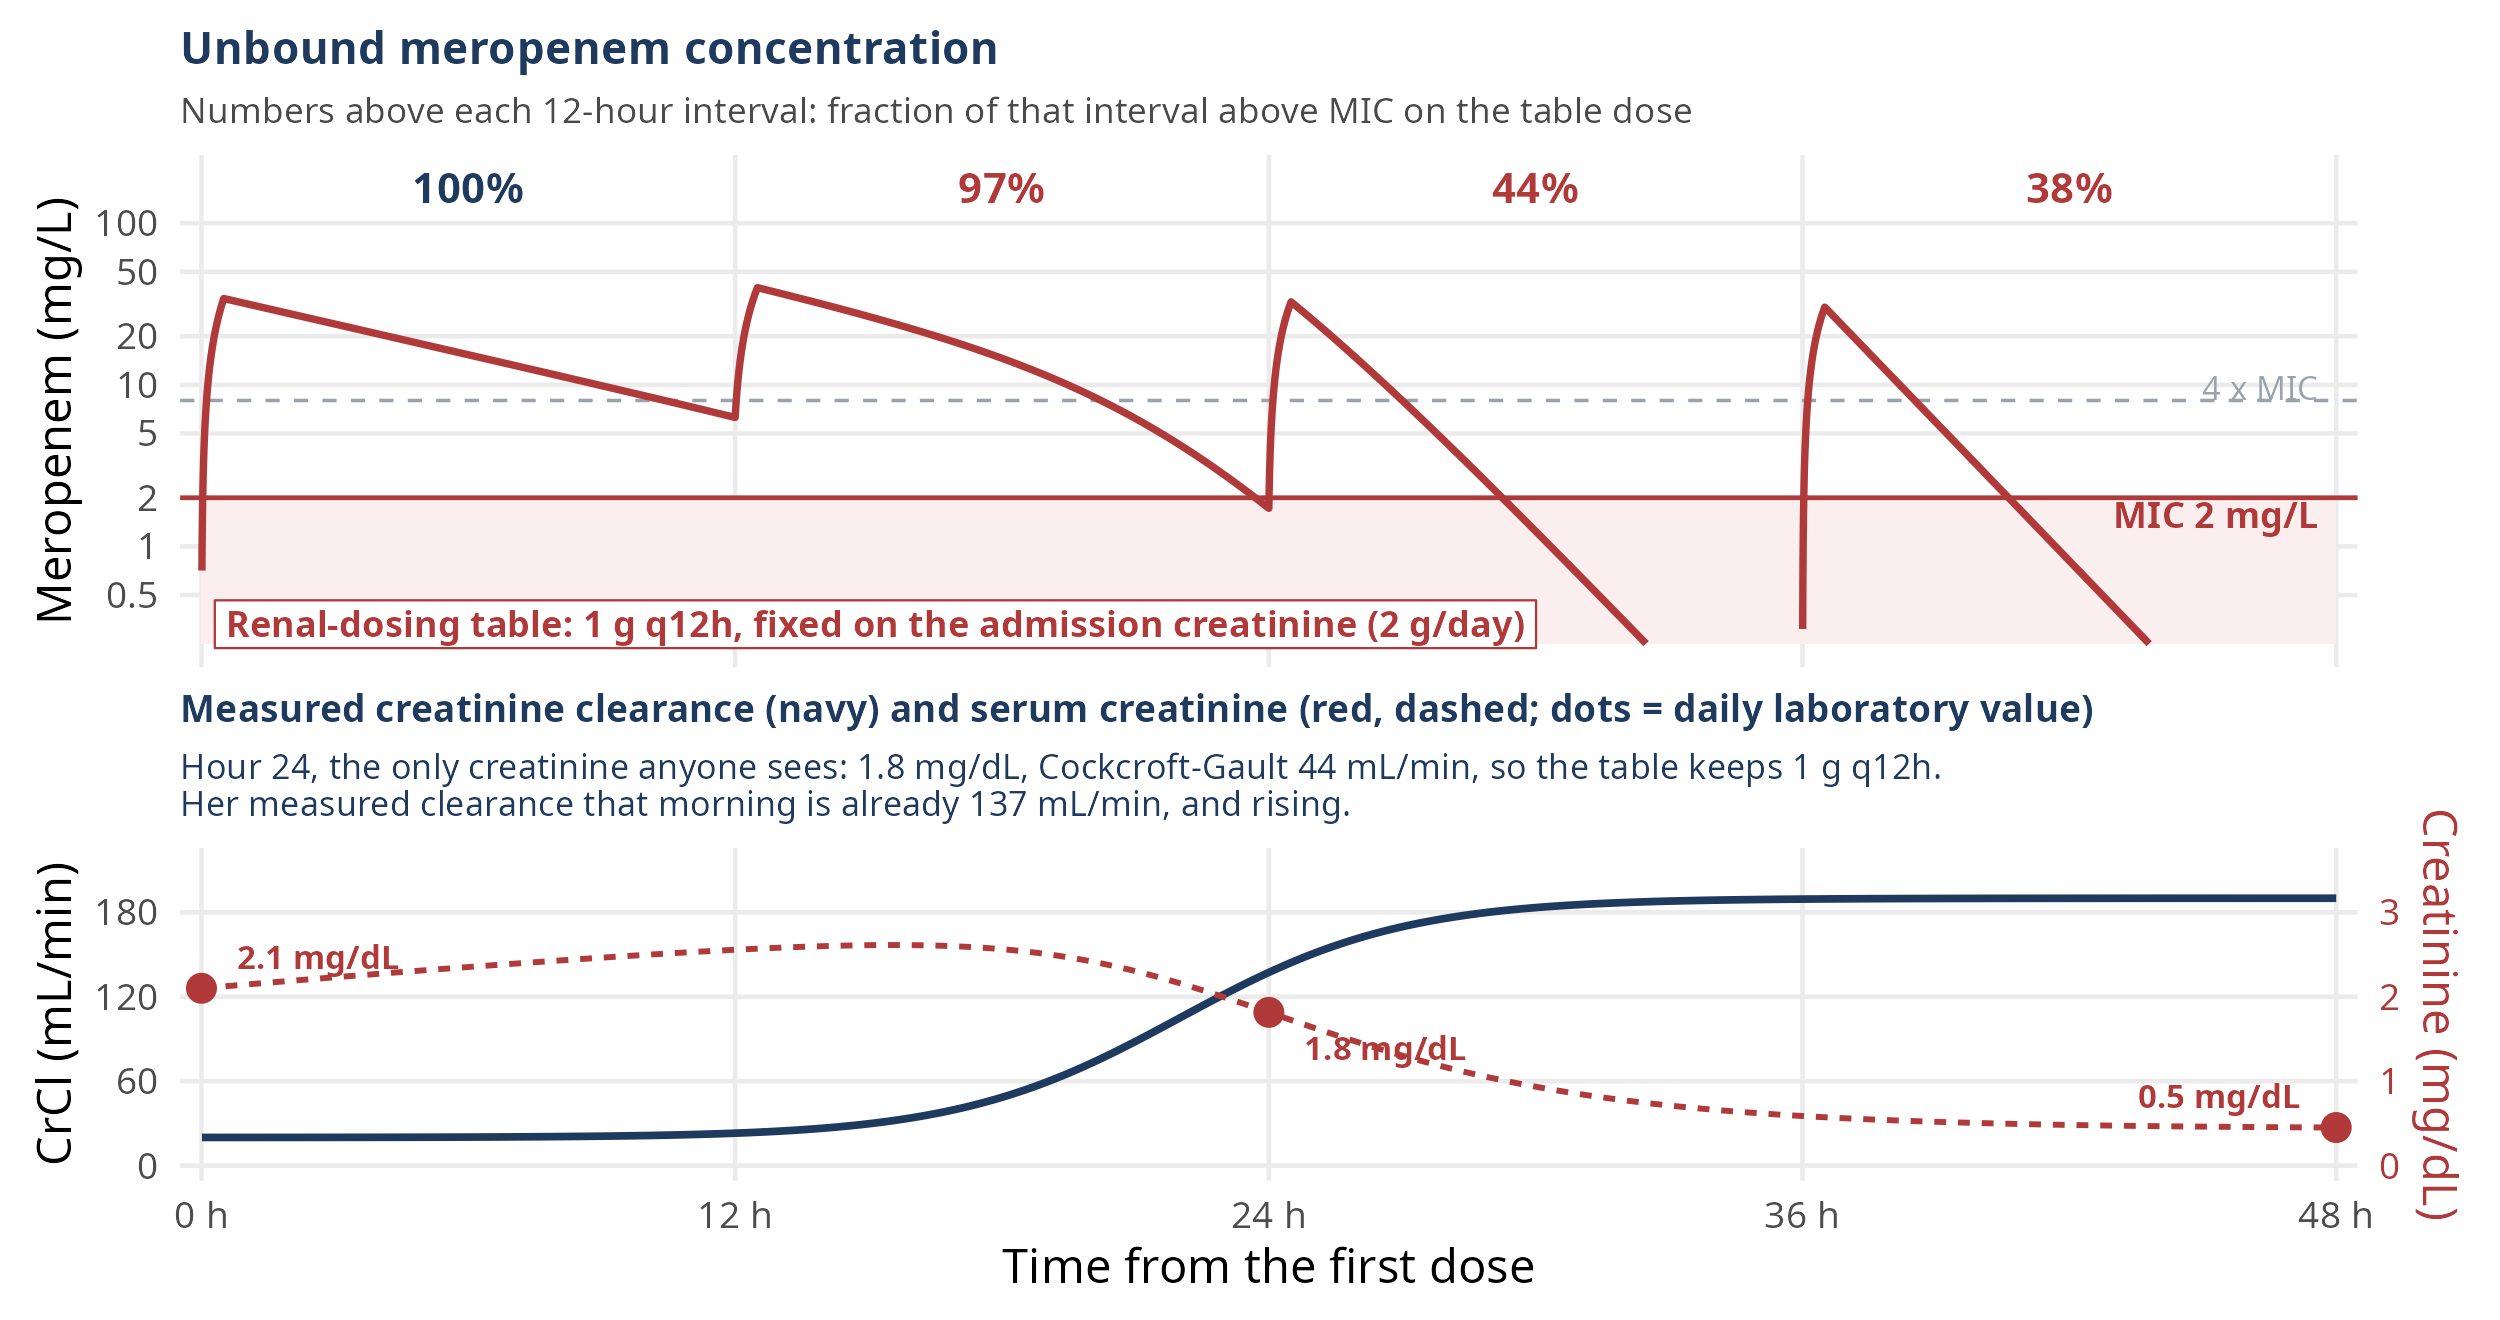 Unbound meropenem concentration
Numbers above each 12-hour interval: fraction of that interval above MIC on the table dose
100%
97%
44%
38%
Meropenem (mg/L)
100
50
20
10
5
2
1
0.5
4 x MIC
MIC 2 mg/L
Renal-dosing table: 1 g q12h, fixed on the admission creatinine (2 g/day)
Measured creatinine clearance (navy) and serum creatinine (red, dashed; dots = daily laboratory value)
Hour 24, the only creatinine anyone sees: 1.8 mg/dL, Cockcroft-Gault 44 mL/min, so the table keeps 1 g q12h.
Her measured clearance that morning is already 137 mL/min, and rising.
CrCl (mL/min)
180
120
60
0
2.1 mg/dL
1.8 mg/dL
0.5 mg/dL
3
2
1
0
Creatinine (mg/dL)
0 h
12 h
24 h
36 h
48 h
Time from the first dose